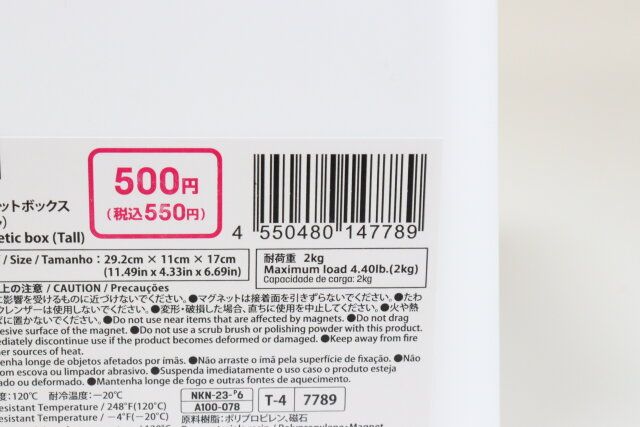 500円
(税込550円)
ットボックス
etic box (Tall)
4 550480 147789
/ Size / Tamanho : 29.2cm × 11cm × 17cm
(11.49in x 4.33in x 6.69in)
耐荷重 2kg
Maximum load 4.40lb.(2kg)
Capacidade de carga: 2kg
上の注意 / CAUTION / Precauções
に影響を受けるものに近づけないでください。●マグネットは接着面を引きずらないでください。●たわ
クレンザーは使用しないでください。●変形・破損した場合、直ちに使用を中止してください。●火や熱
ばに置かないでください。●Do not use near items that are affected by magnets. ●Do not drag
esive surface of the magnet. ●Do not use a scrub brush or polishing powder with this product.
ediately discontinue use if the product becomes deformed or damaged. ●Keep away from fire
her sources of heat.
tenha longe de objetos afetados por ímãs. ●Não arraste o ímã pela superfície de fixação. ●Não
om escova ou limpador abrasivo. ●Suspenda imediatamente o uso caso o produto esteja
ado ou deformado. ●Mantenha longe de fogo e outras fontes de aquecimento.
度:120℃ 耐冷温度:-20℃
esistant Temperature / 248°F(120°C)
esistant Temperature / -4°F(-20°C)
NKN-23-P6
A100-078
T-4 7789
原料樹脂:ポリプロピレン、磁石